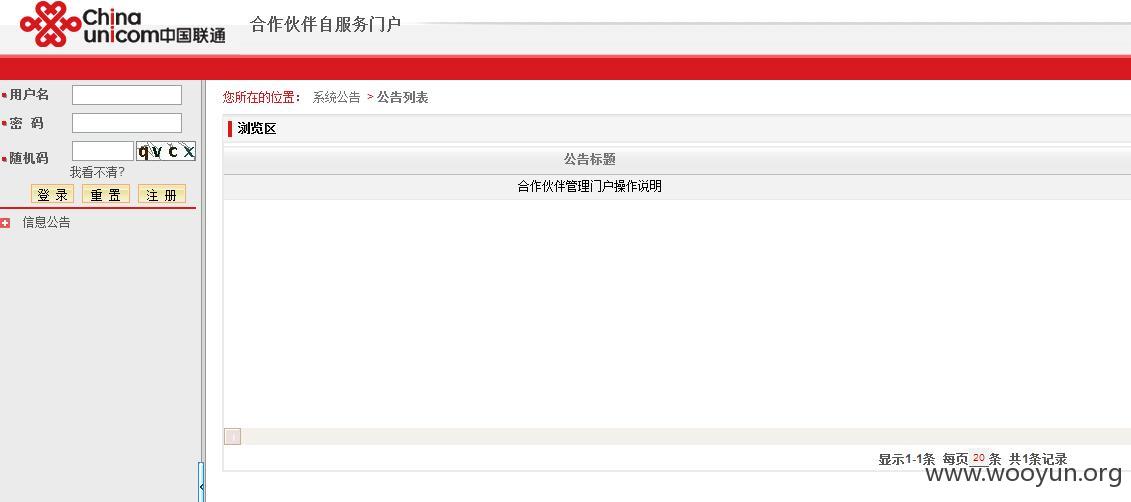 China
unicom中国联通
合作伙伴自服务门户
用户名
密 码
随机码
qvcx
我看不清?
登 录 重 置 注 册
信息公告
您所在的位置： 系统公告 > 公告列表
浏览区
公告标题
合作伙伴管理门户操作说明
显示1-1条 每页 20 条 共1条记录
www.wooyun.org